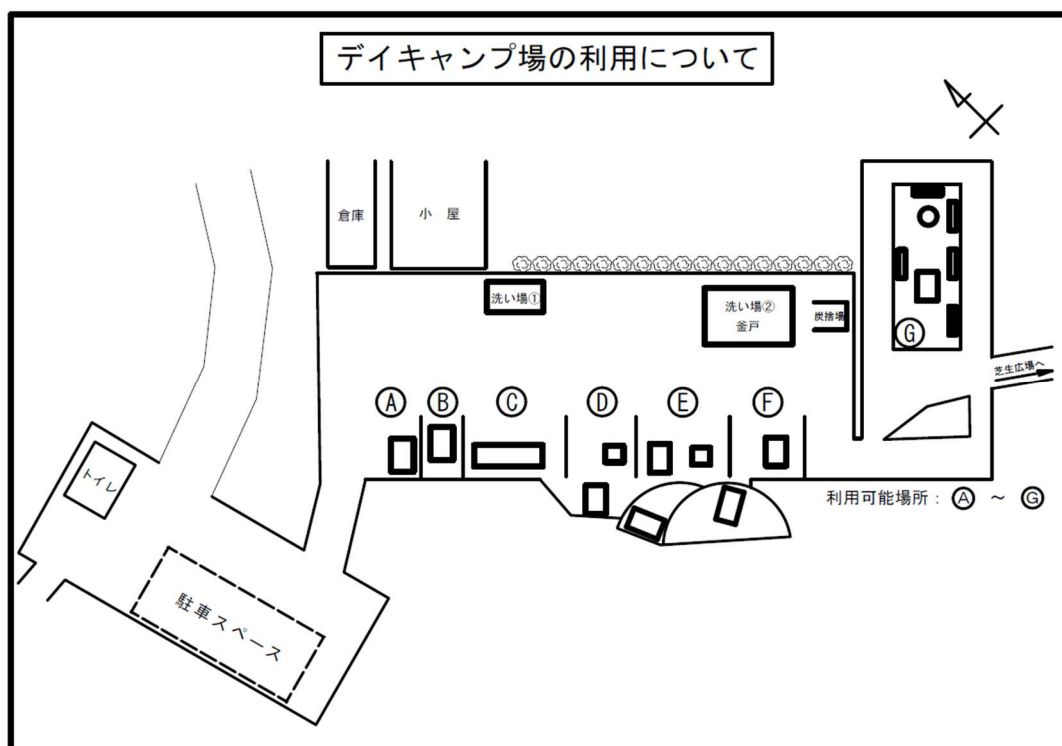 デイキャンプ場の利用について
倉庫
小　屋
洗い場①
洗い場②
釜戸
炭捨場
Ⓖ
芝生広場へ
Ⓐ
Ⓑ
Ⓒ
Ⓓ
Ⓔ
Ⓕ
利用可能場所：Ⓐ　～　Ⓖ
トイレ
駐車スペース